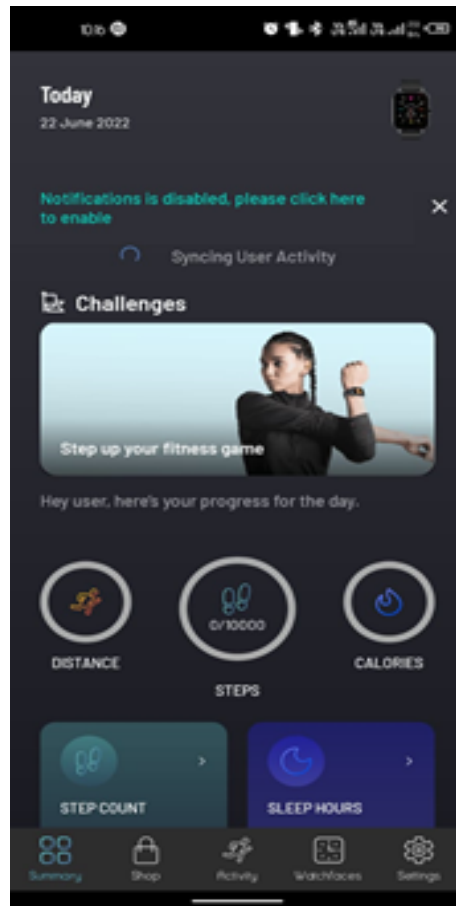 Today
22 June 2022
Notifications is disabled, please click here
to enable
Syncing User Activity
Challenges
Step up your fitness game
Hey user, here's your progress for the day.
0/10000
DISTANCE
CALORIES
STEPS
STEP COUNT
SLEEP HOURS
Summary
Shop
Activity
Watchfaces
Settings